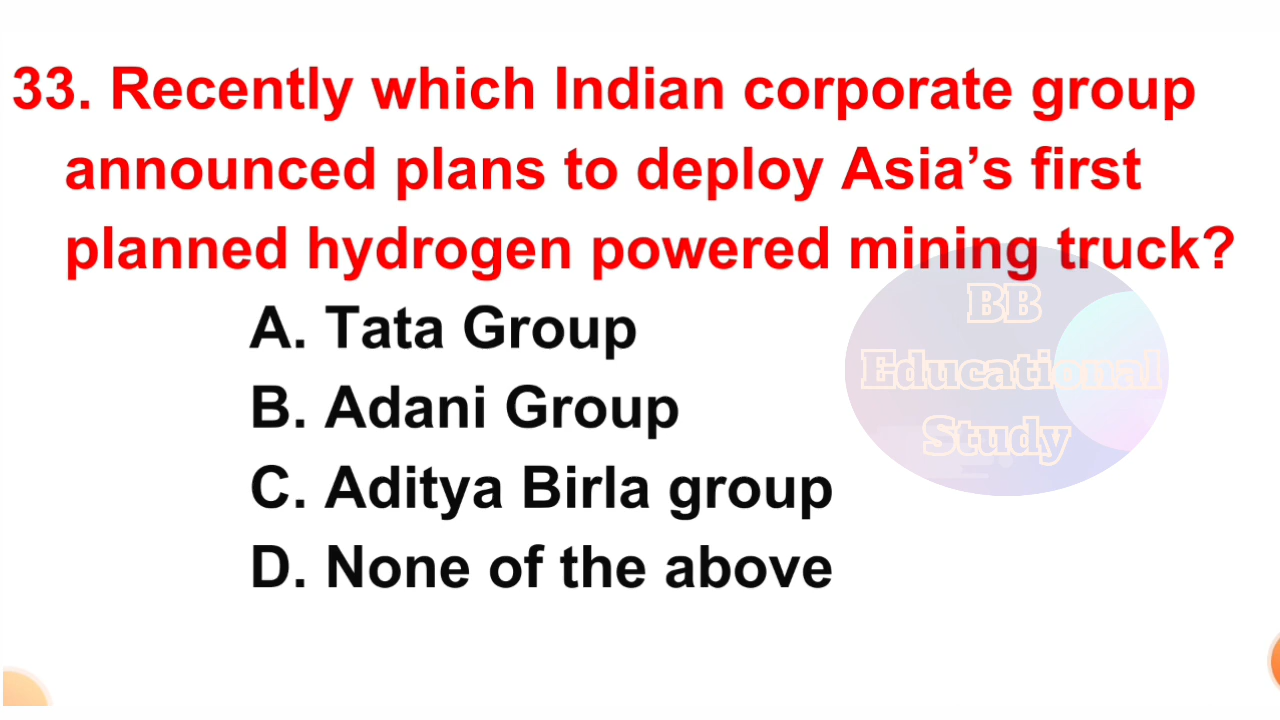 33. Recently which Indian corporate group
announced plans to deploy Asia’s first
planned hydrogen powered mining truck?
A. Tata Group
B. Adani Group
C. Aditya Birla group
D. None of the above
BB
Educational
Study